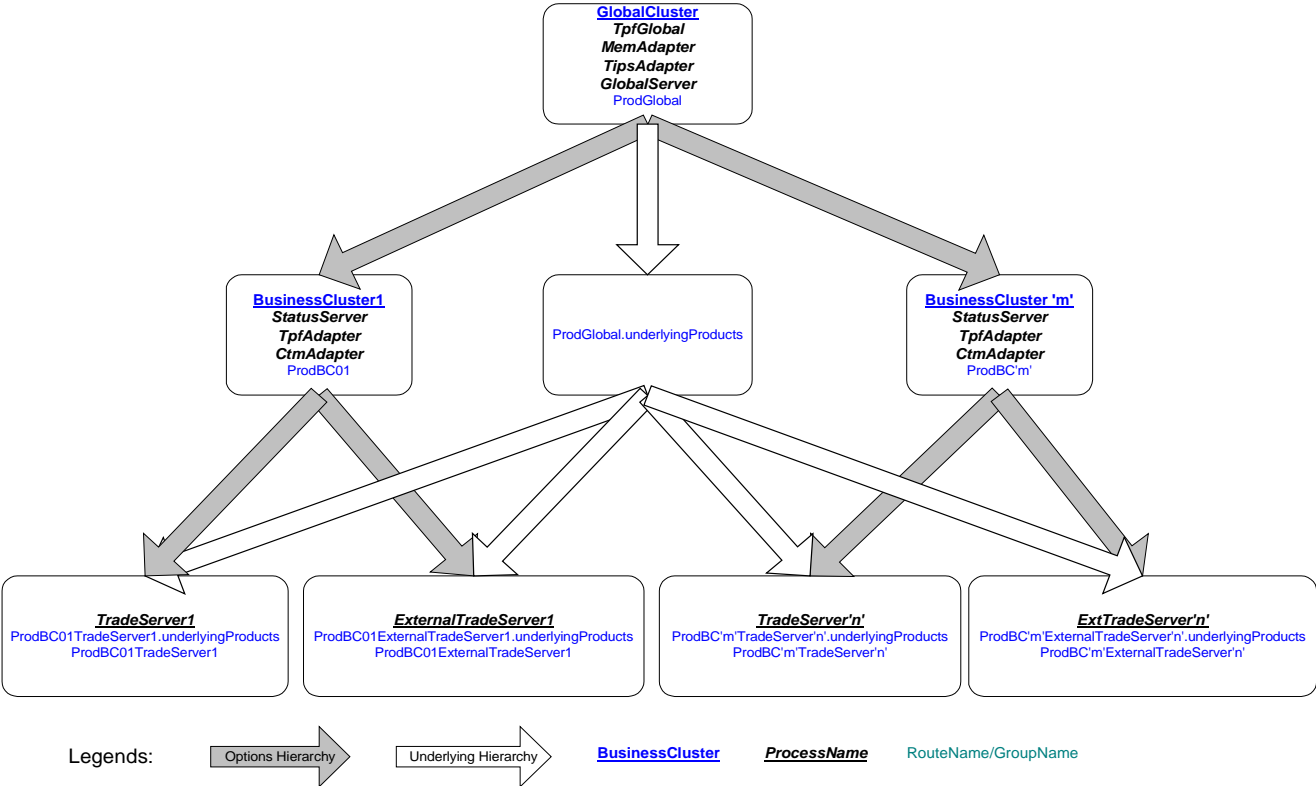 GlobalCluster
TpfGlobal
MemAdapter
TipsAdapter
GlobalServer
ProdGlobal
BusinessCluster1
StatusServer
TpfAdapter
CtmAdapter
ProdBC01
ProdGlobal.underlyingProducts
BusinessCluster 'm'
StatusServer
TpfAdapter
CtmAdapter
ProdBC'm'
TradeServer1
ProdBC01TradeServer1.underlyingProducts
ProdBC01TradeServer1
ExternalTradeServer1
ProdBC01ExternalTradeServer1.underlyingProducts
ProdBC01ExternalTradeServer1
TradeServer'n'
ProdBC'm'TradeServer'n'.underlyingProducts
ProdBC'm'TradeServer'n'
ExtTradeServer'n'
ProdBC'm'ExternalTradeServer'n'.underlyingProducts
ProdBC'm'ExternalTradeServer'n'
Legends:
Options Hierarchy
Underlying Hierarchy
BusinessCluster
ProcessName
RouteName/GroupName